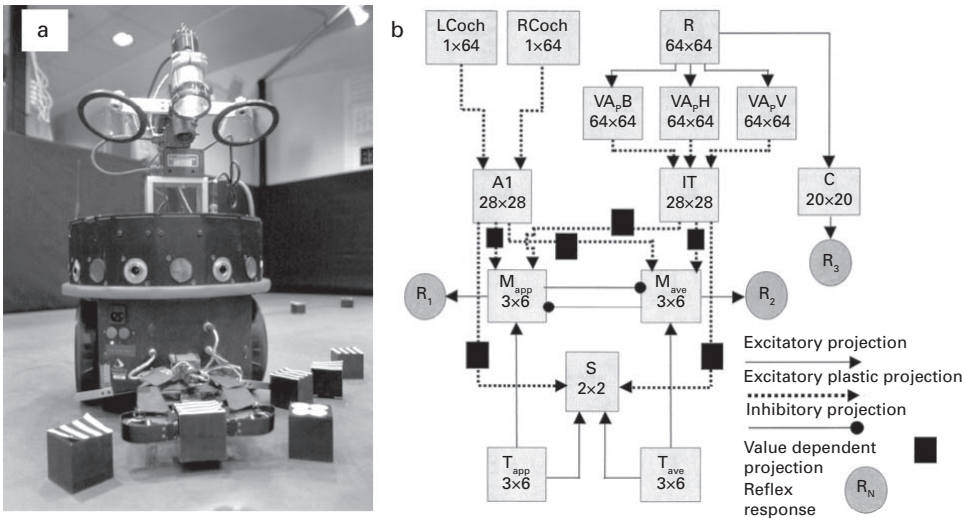 a
b
LCoch
1×64
RCoch
1×64
R
64×64
VApB
64×64
VApH
64×64
VApV
64×64
A1
28×28
IT
28×28
C
20×20
R1
Mapp
3×6
Mave
3×6
R2
R3
S
2×2
Tapp
3×6
Tave
3×6
Excitatory projection
Excitatory plastic projection
Inhibitory projection
Value dependent
projection
Reflex
response
RN